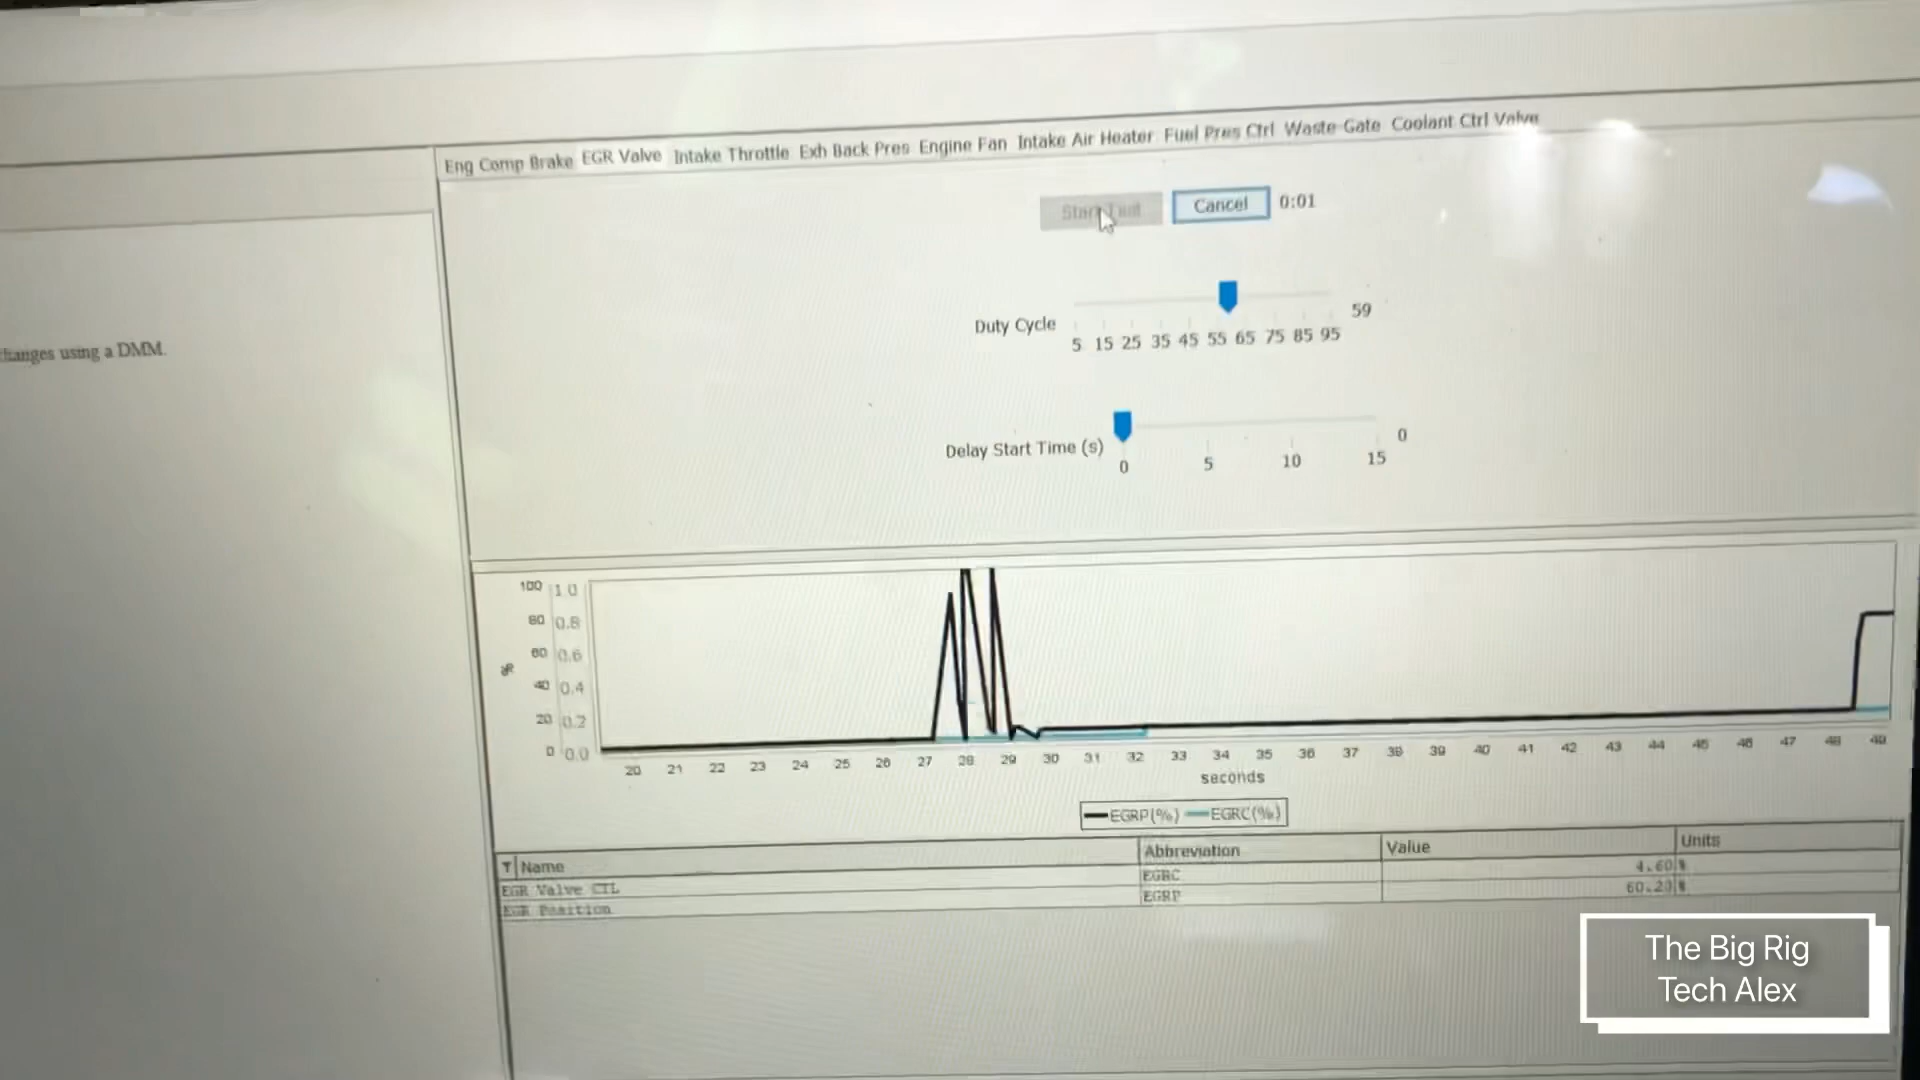 Eng Comp Brake EGR Valve Intake Throttle Exh Back Pres Engine Fan Intake Air Heater Fuel Pres Ctrl Waste Gate Coolant Ctrl Valve
Cancel 0:01
Duty Cycle 59
5 15 25 35 45 55 65 75 85 95
changes using a DMM.
Delay Start Time (s) 0
0 5 10 15
100 1.0
80 0.8
60 0.6
40 0.4
20 0.2
0 0.0
%
20 21 22 23 24 25 26 27 28 29 30 31 32 33 34 35 36 37 38 39 40 41 42 43 44 45 46 47 48 49
seconds
EGRP(%) EGRC(%)
Name Abbreviation Value Units
EGR Valve CTL EGRC 4.60 %
EGR Position EGRP 60.20 %
The Big Rig
Tech Alex